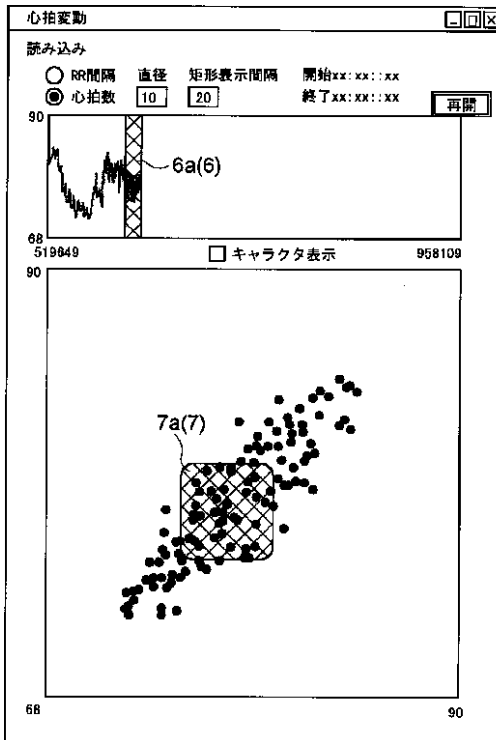 心拍変動
読み込み
RR間隔 直径 矩形表示間隔 開始xx:xx::xx
心拍数 10 20 終了xx:xx::xx 再開
90
6a(6)
68
519649 キャラクタ表示 958109
90
7a(7)
68 90